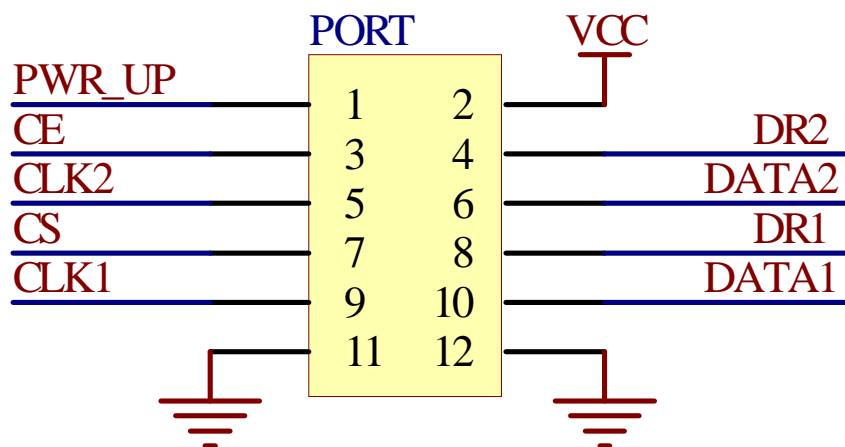 PORT VCC
PWR_UP 1 2
CE 3 4 DR2
CLK2 5 6 DATA2
CS 7 8 DR1
CLK1 9 10 DATA1
11 12